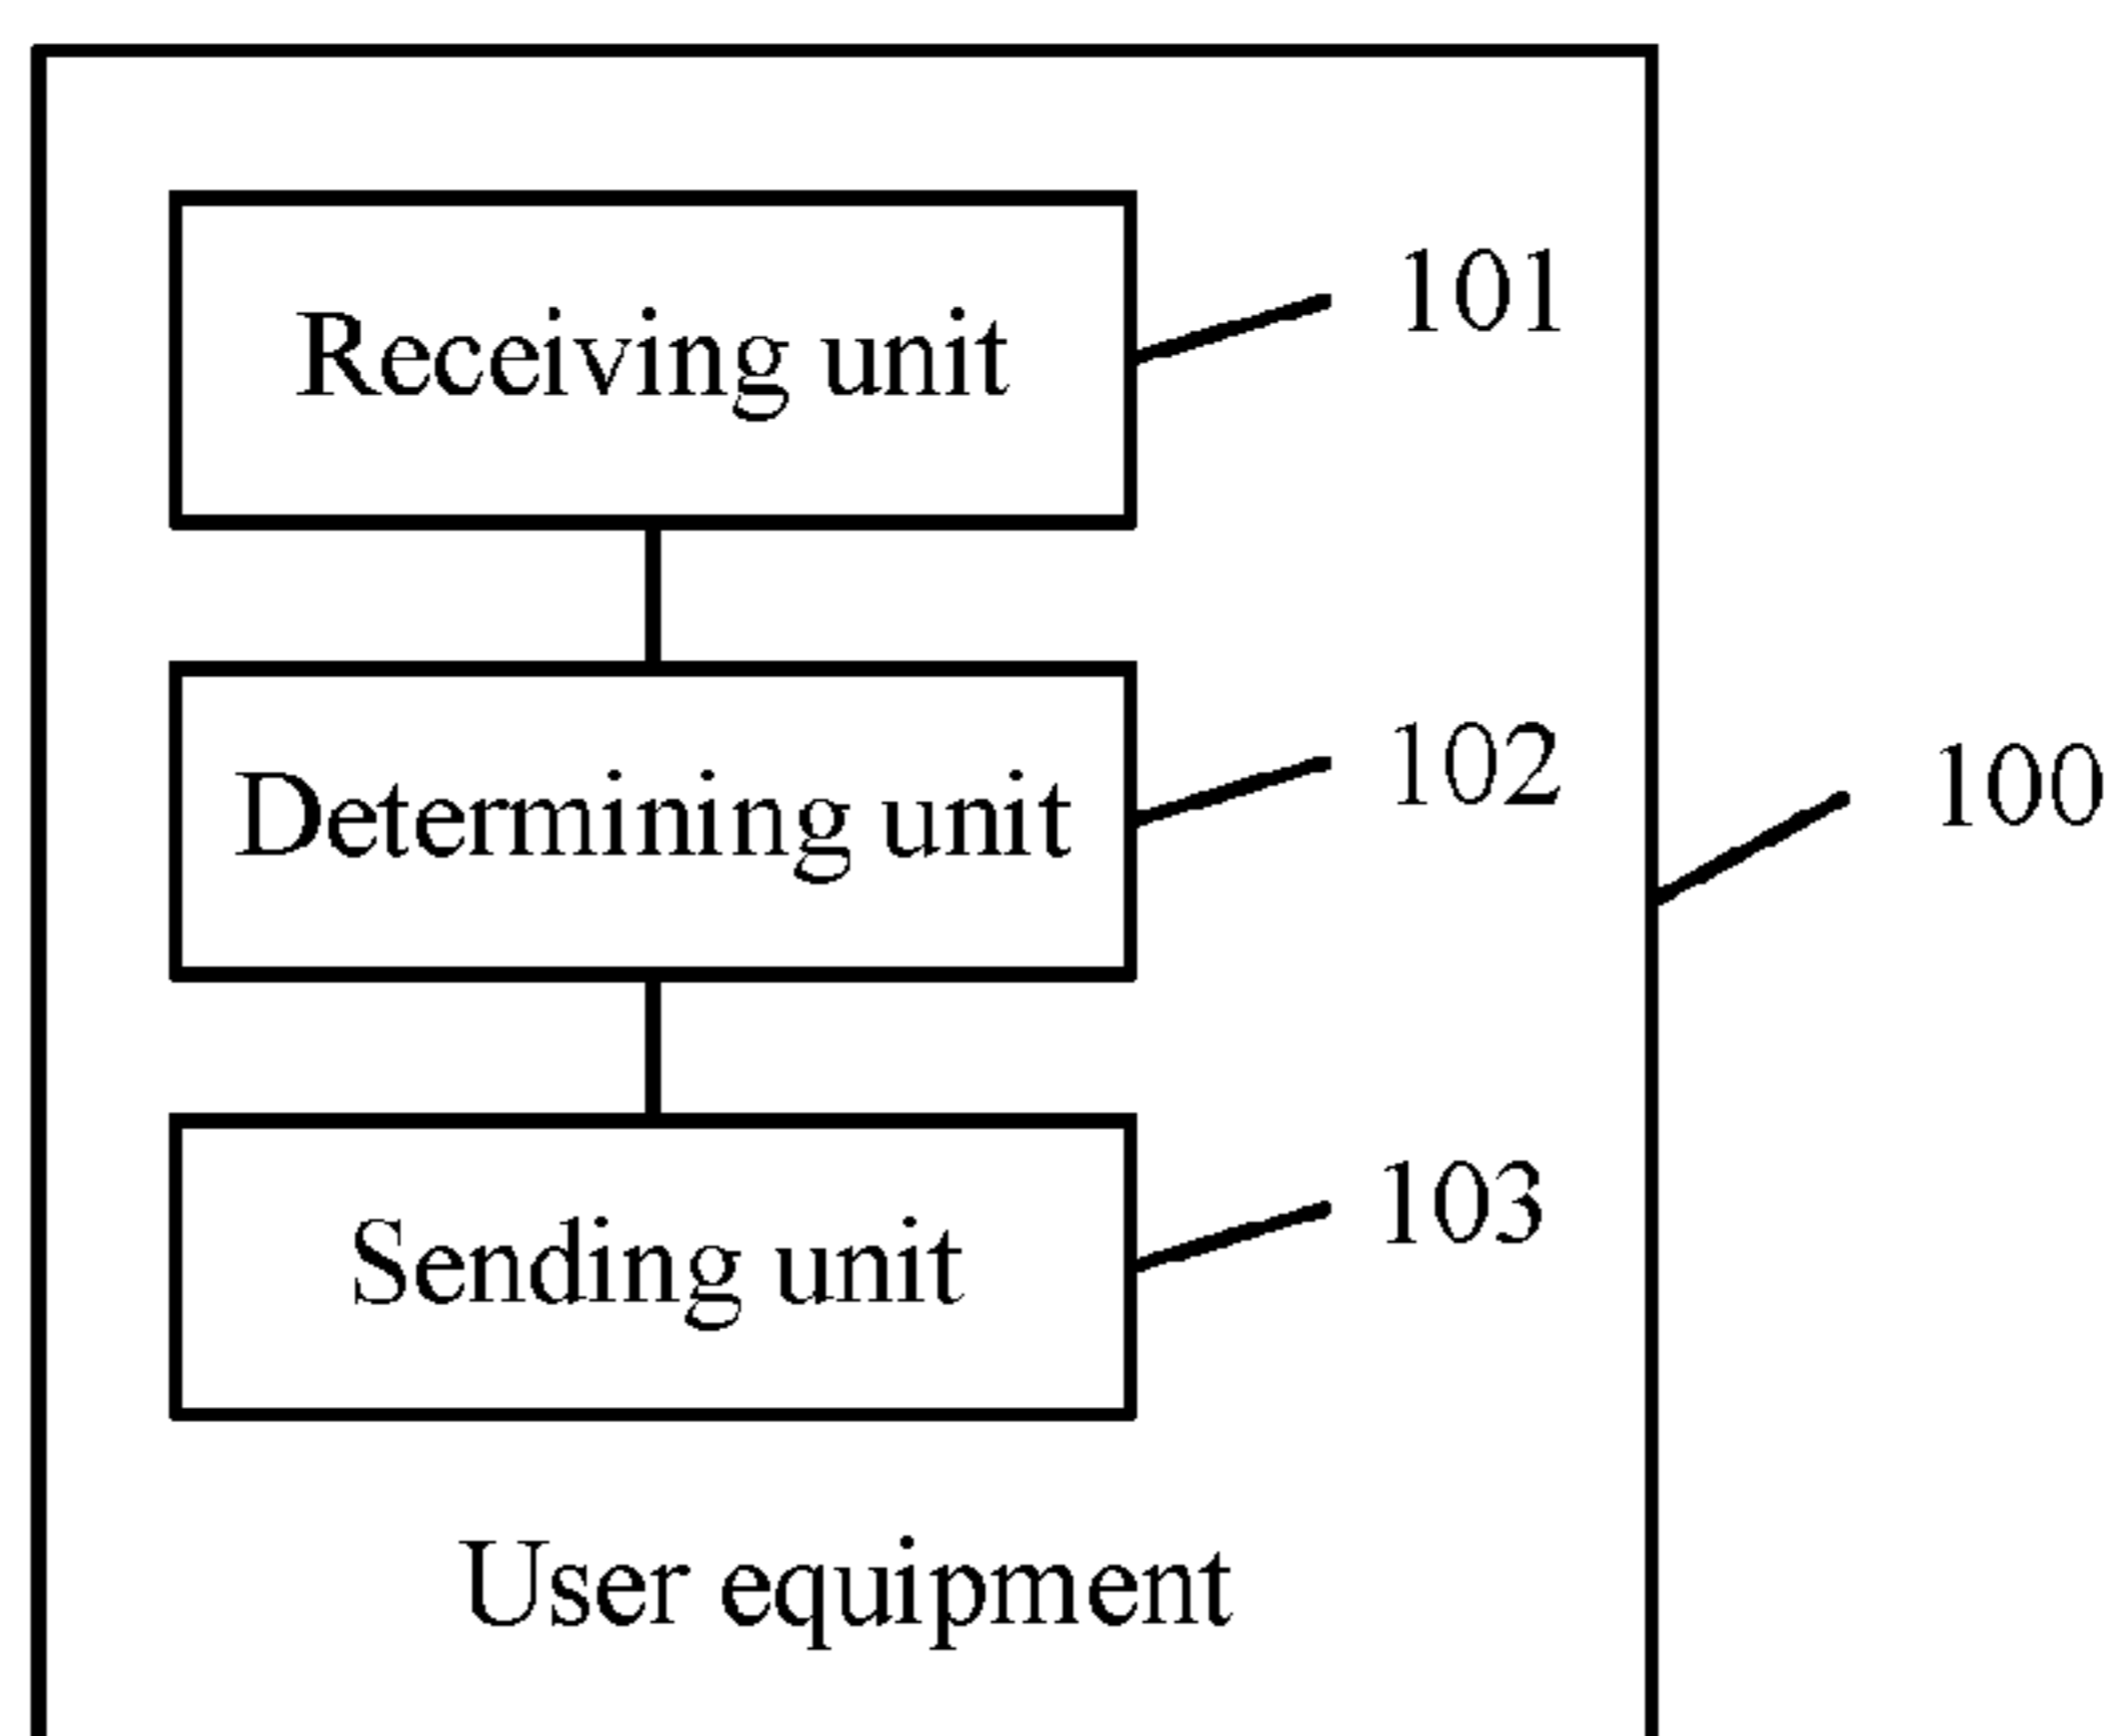 Receiving unit
101
Determining unit
102
100
Sending unit
103
User equipment